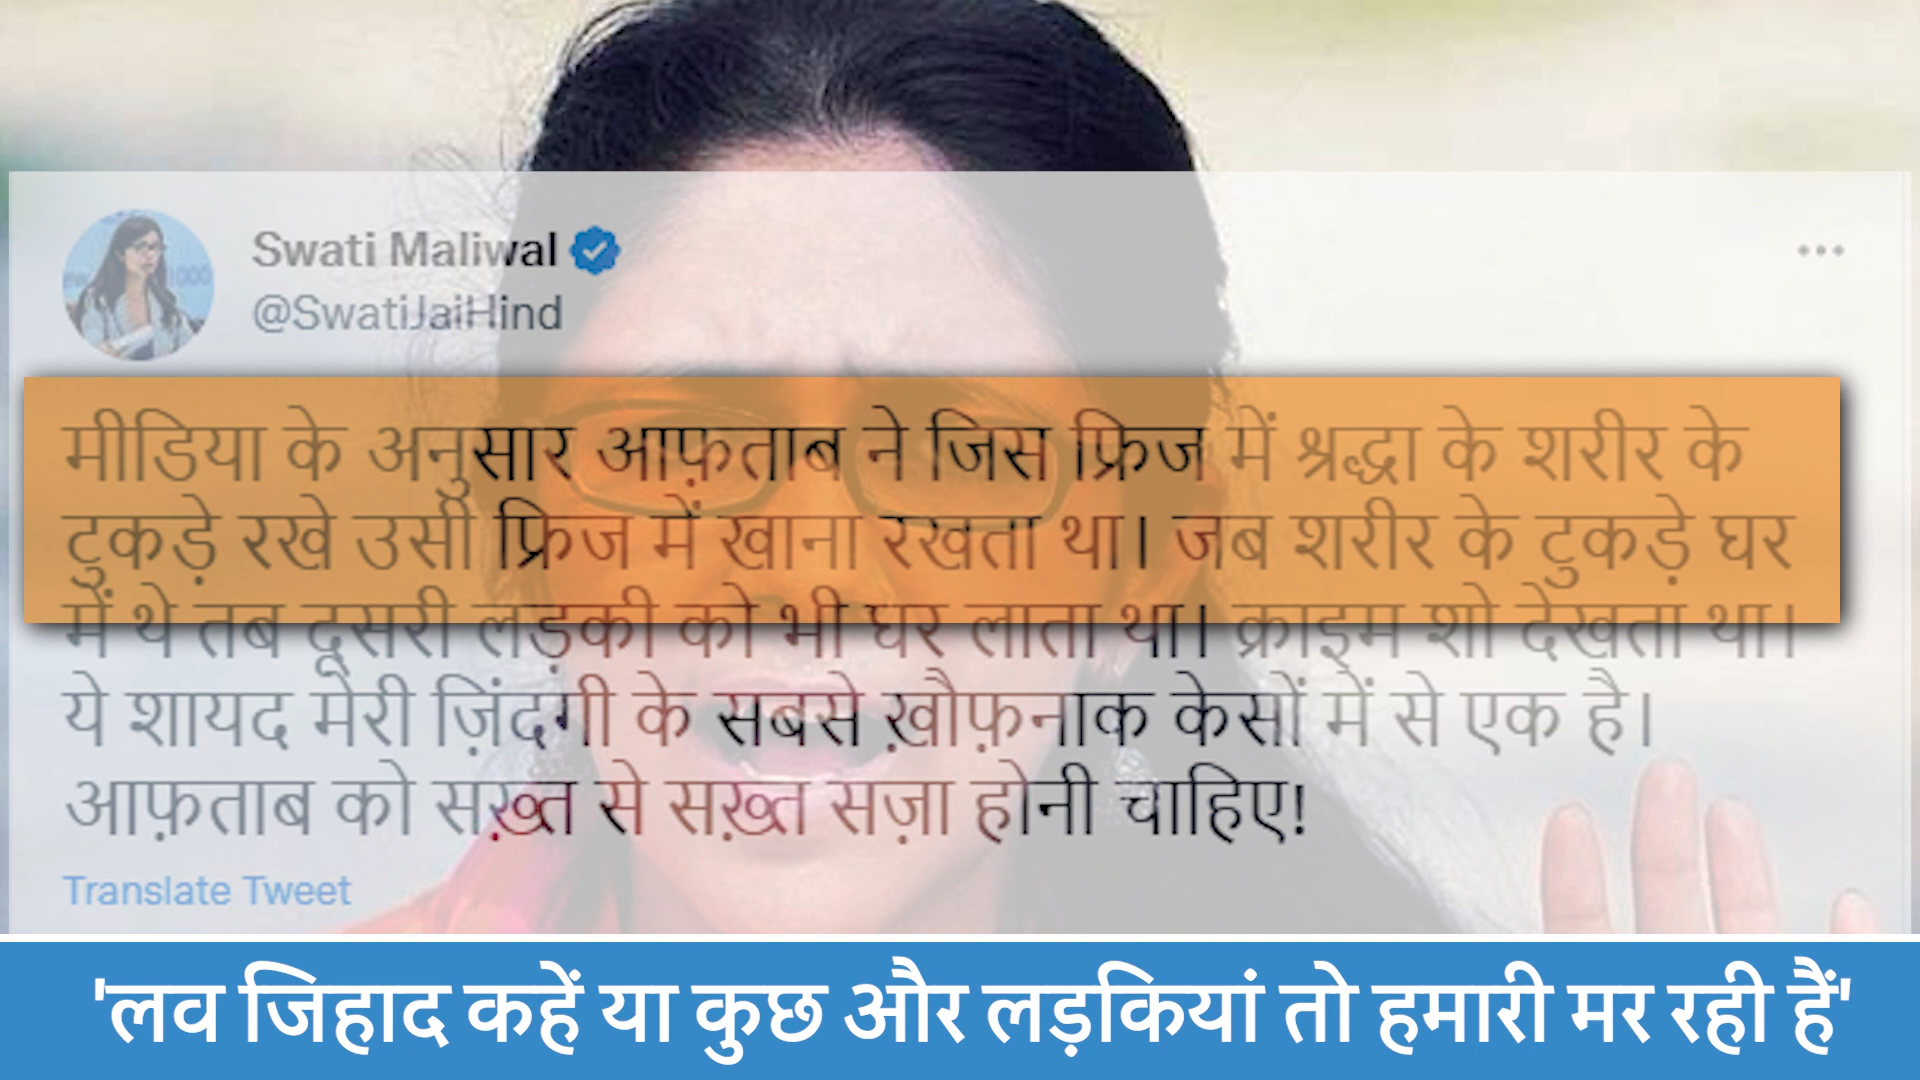 Swati Maliwal
@SwatiJaiHind
मीडिया के अनुसार आफ़ताब ने जिस फ्रिज में श्रद्धा के शरीर के
टुकड़े रखे उसी फ्रिज में खाना रखता था। जब शरीर के टुकड़े घर
में थे तब दूसरी लड़की को भी घर लाता था। क्राइम शो देखता था।
ये शायद मेरी ज़िंदगी के सबसे ख़ौफ़नाक केसों में से एक है।
आफ़ताब को सख़्त से सख़्त सज़ा होनी चाहिए!
Translate Tweet
'लव जिहाद कहें या कुछ और लड़कियां तो हमारी मर रही हैं'